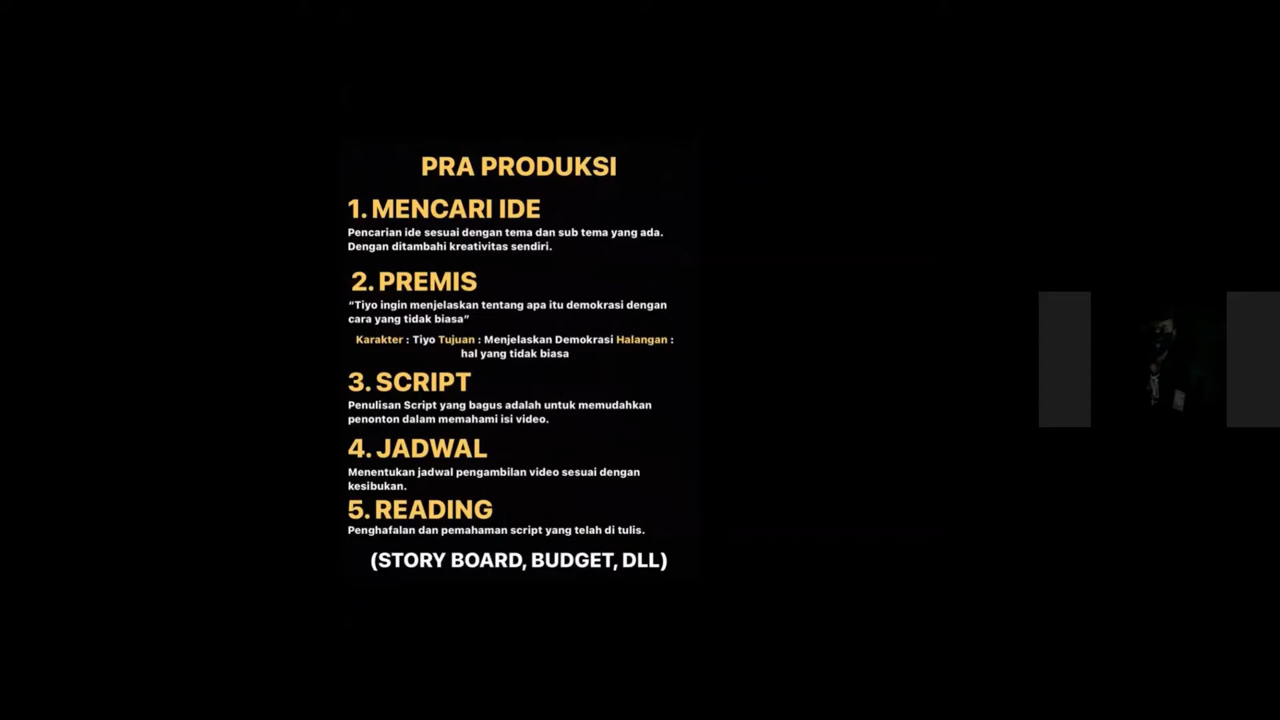 PRA PRODUKSI
1. MENCARI IDE
Pencarian ide sesuai dengan tema dan sub tema yang ada.
Dengan ditambahi kreativitas sendiri.
2. PREMIS
“Tiyo ingin menjelaskan tentang apa itu demokrasi dengan
cara yang tidak biasa”
Karakter : Tiyo Tujuan : Menjelaskan Demokrasi Halangan :
hal yang tidak biasa
3. SCRIPT
Penulisan Script yang bagus adalah untuk memudahkan
penonton dalam memahami isi video.
4. JADWAL
Menentukan jadwal pengambilan video sesuai dengan
kesibukan.
5. READING
Penghafalan dan pemahaman script yang telah di tulis.
(STORY BOARD, BUDGET, DLL)